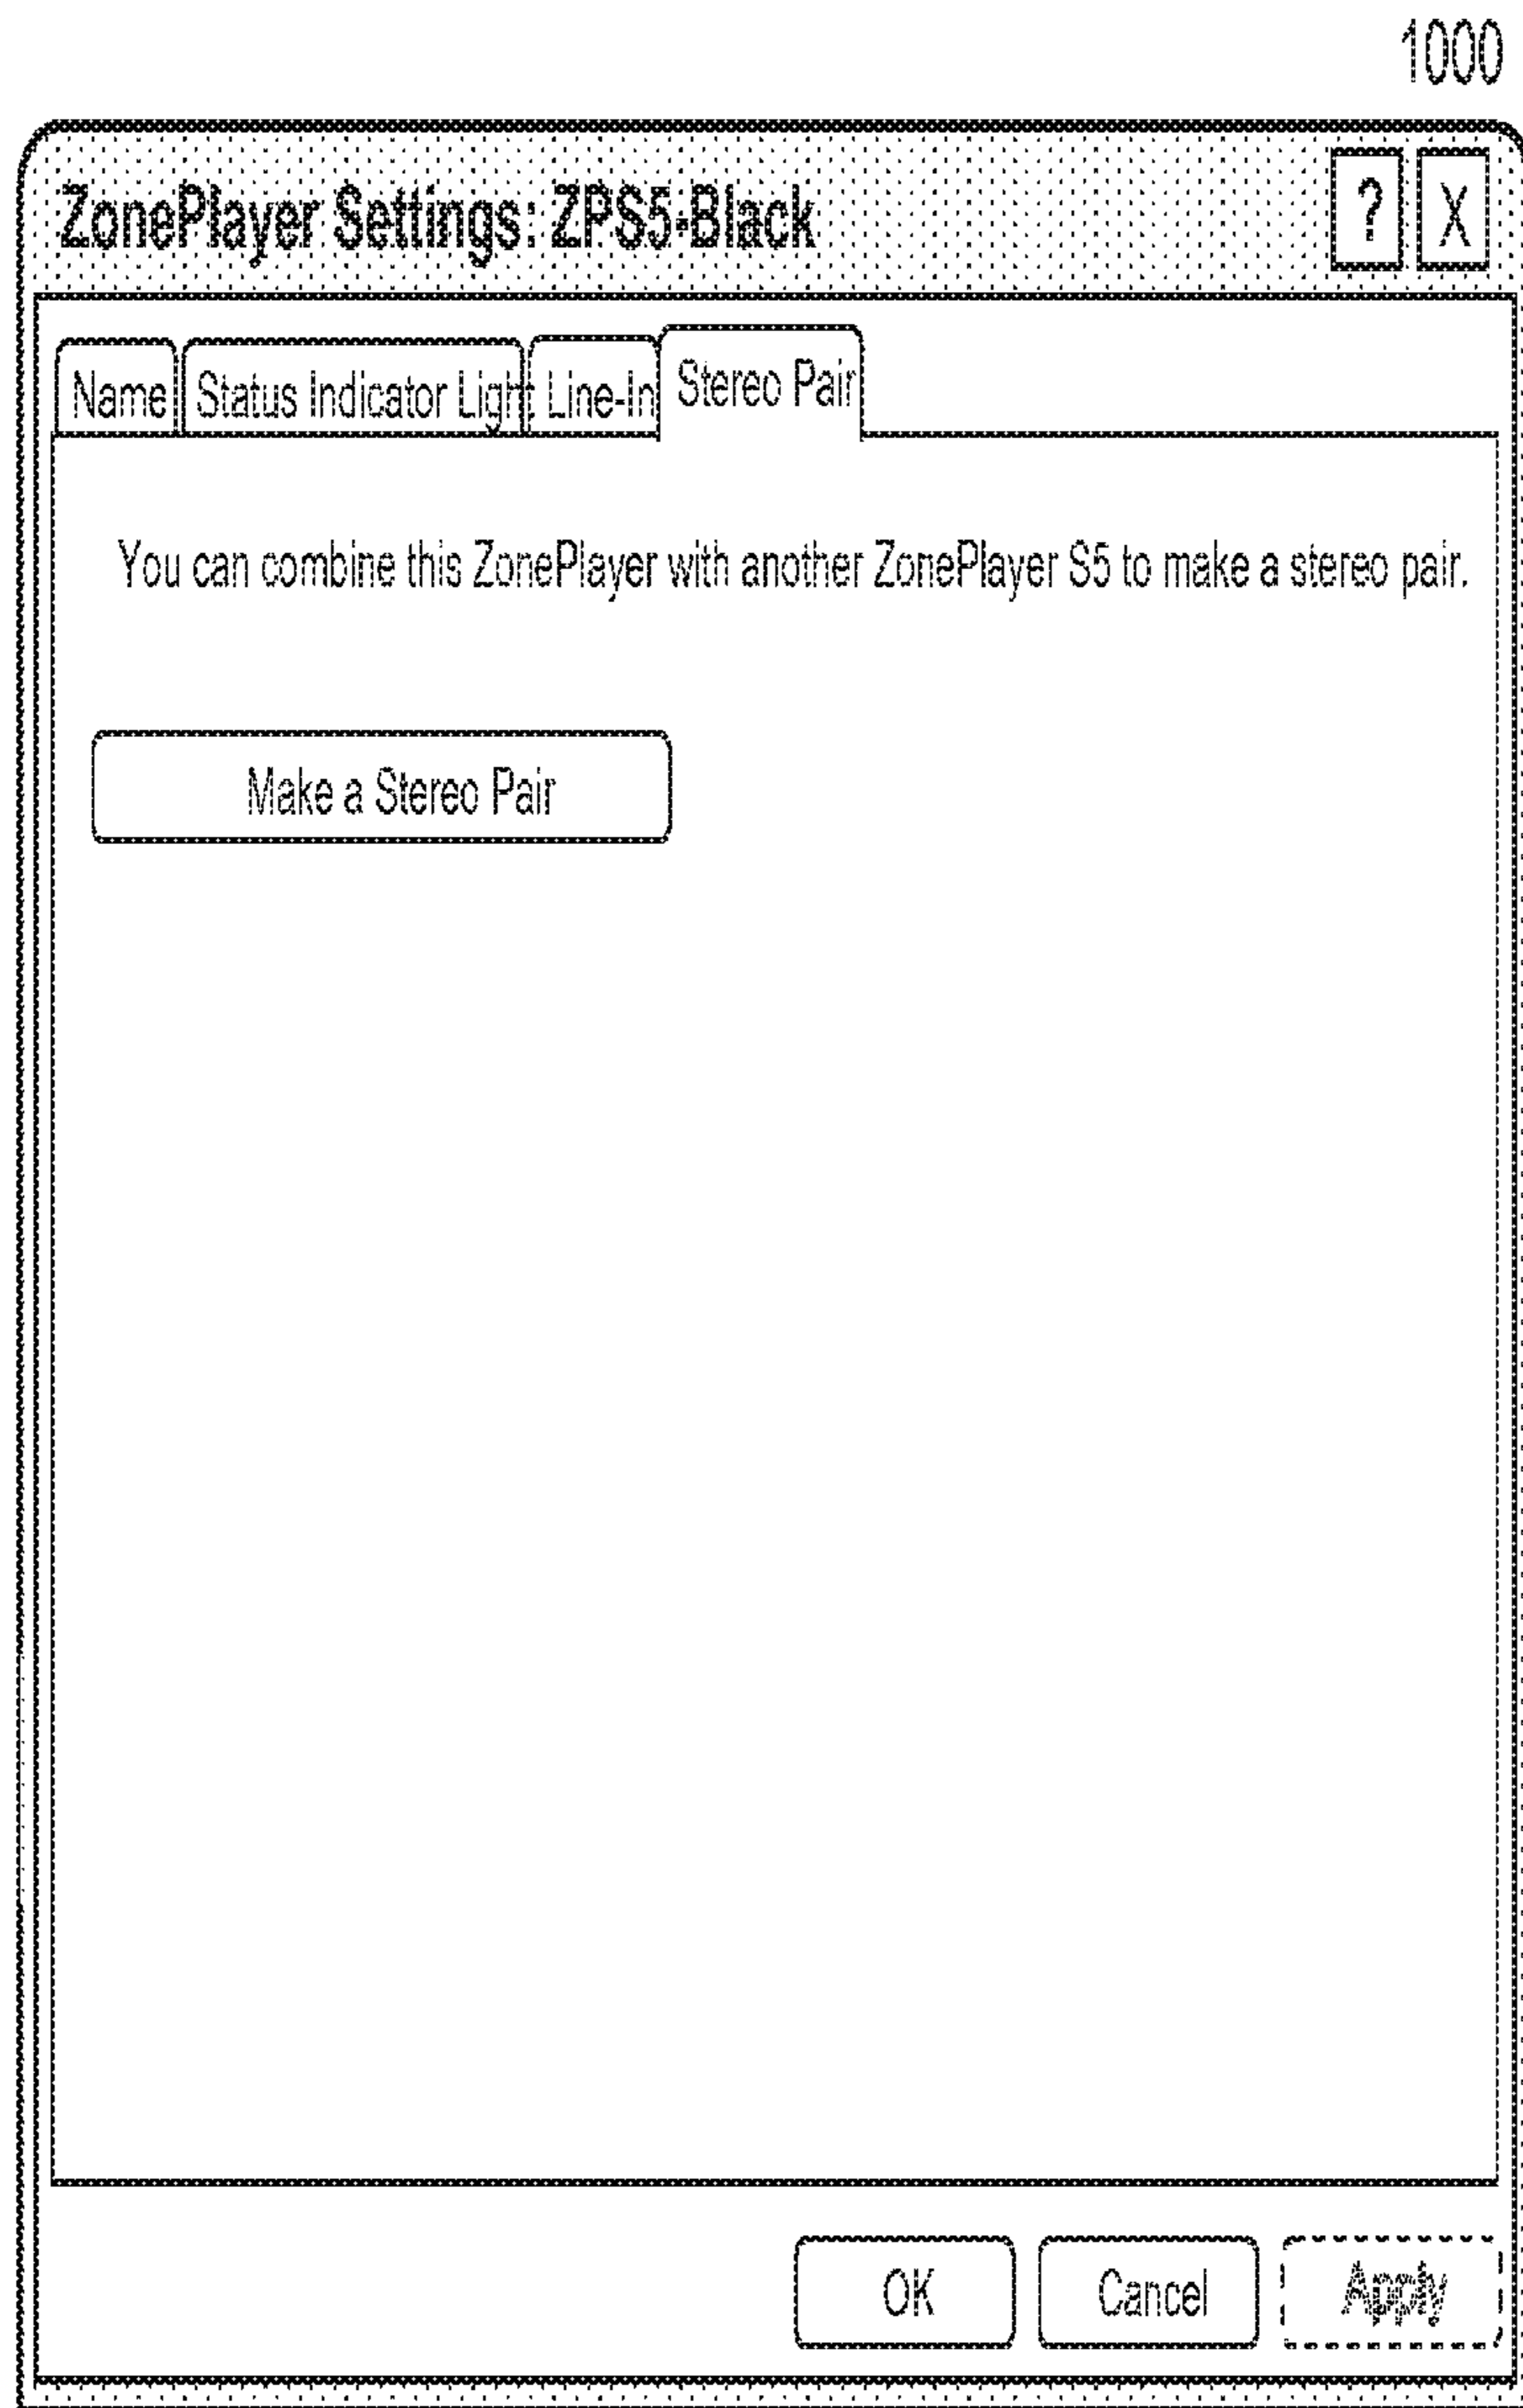 1000
ZonePlayer Settings: ZPS5-Black ? X
Name Status Indicator Light Line-In Stereo Pair
You can combine this ZonePlayer with another ZonePlayer S5 to make a stereo pair.
Make a Stereo Pair
OK Cancel Apply